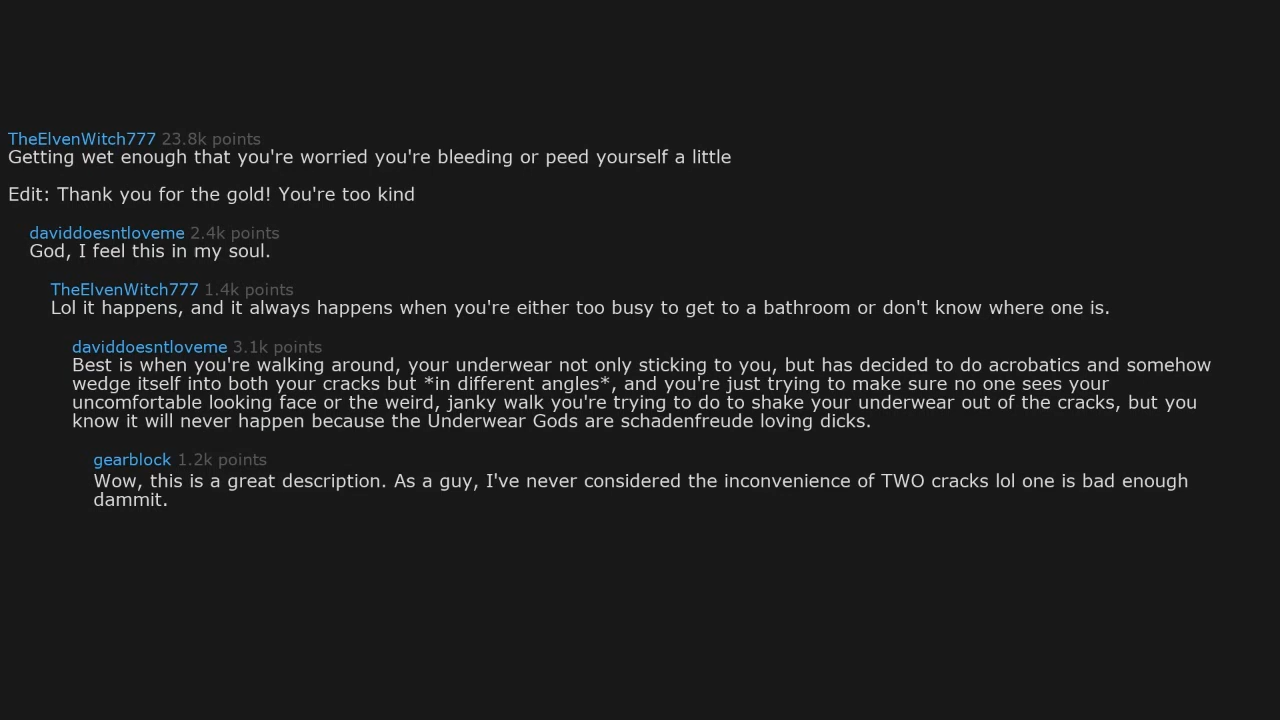 TheElvenWitch777 23.8k points
Getting wet enough that you're worried you're bleeding or peed yourself a little
Edit: Thank you for the gold! You're too kind
daviddoesntloveme 2.4k points
God, I feel this in my soul.
TheElvenWitch777 1.4k points
Lol it happens, and it always happens when you're either too busy to get to a bathroom or don't know where one is.
daviddoesntloveme 3.1k points
Best is when you're walking around, your underwear not only sticking to you, but has decided to do acrobatics and somehow
wedge itself into both your cracks but *in different angles*, and you're just trying to make sure no one sees your
uncomfortable looking face or the weird, janky walk you're trying to do to shake your underwear out of the cracks, but you
know it will never happen because the Underwear Gods are schadenfreude loving dicks.
gearblock 1.2k points
Wow, this is a great description. As a guy, I've never considered the inconvenience of TWO cracks lol one is bad enough
dammit.